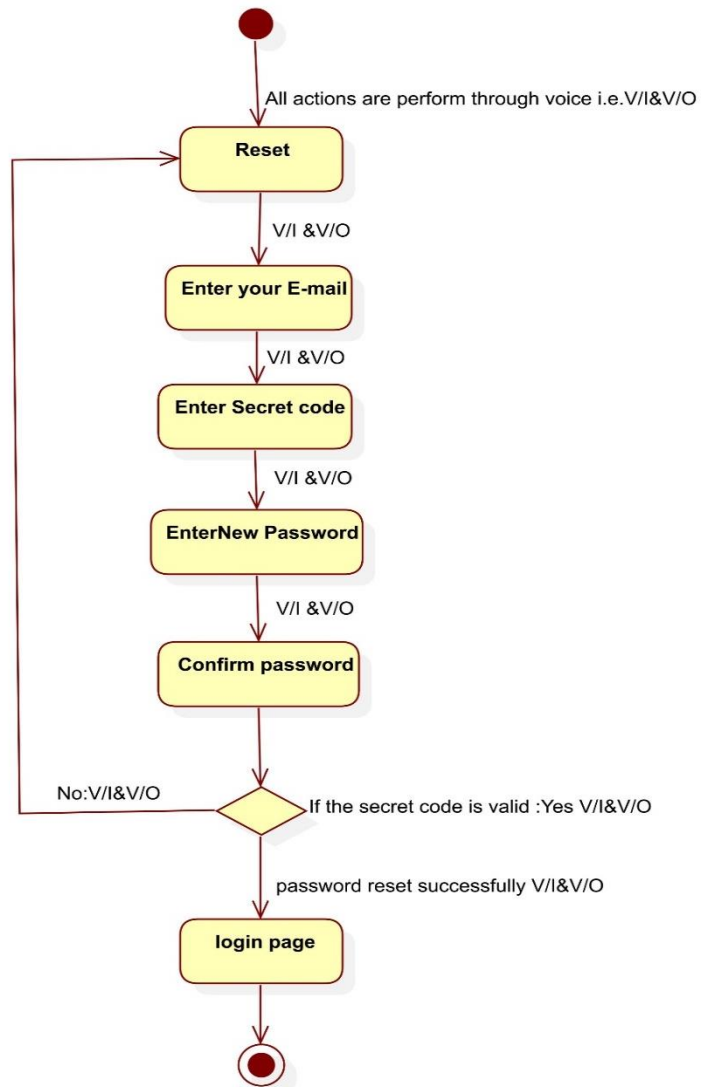 All actions are perform through voice i.e.V/I&V/O
Reset
V/I &V/O
Enter your E-mail
V/I &V/O
Enter Secret code
V/I &V/O
EnterNew Password
V/I &V/O
Confirm password
No:V/I&V/O
If the secret code is valid :Yes V/I&V/O
password reset successfully V/I&V/O
login page